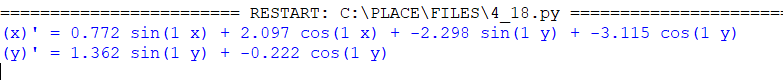 ====================== RESTART: C:\PLACE\FILES\4_18.py =====================
(x)' = 0.772 sin(1 x) + 2.097 cos(1 x) + -2.298 sin(1 y) + -3.115 cos(1 y)
(y)' = 1.362 sin(1 y) + -0.222 cos(1 y)